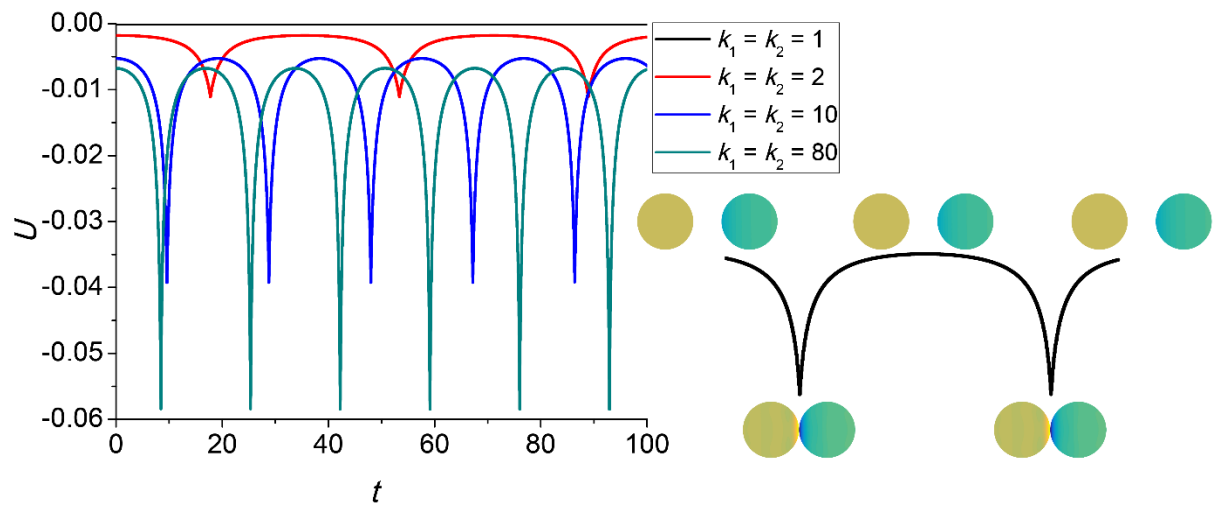 0.00
-0.01
-0.02
-0.03
-0.04
-0.05
-0.06
U
0
20
40
60
80
100
t
k₁ = k₂ = 1
k₁ = k₂ = 2
k₁ = k₂ = 10
k₁ = k₂ = 80